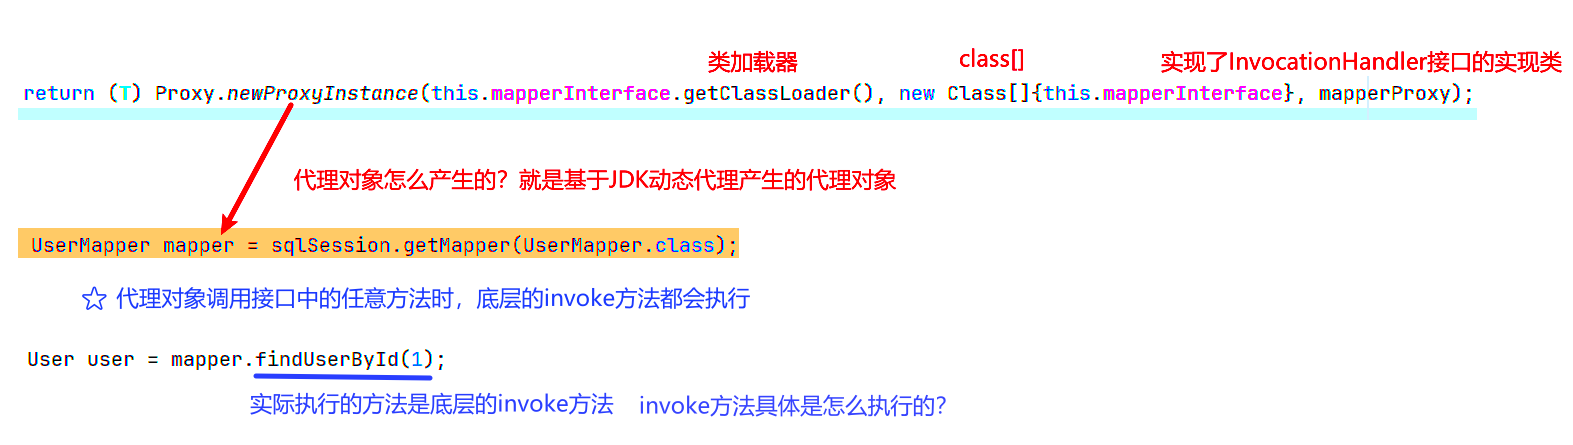 类加载器 class[] 实现了InvocationHandler接口的实现类
return (T) Proxy.newProxyInstance(this.mapperInterface.getClassLoader(), new Class[]{this.mapperInterface}, mapperProxy);
代理对象怎么产生的？就是基于JDK动态代理产生的代理对象
UserMapper mapper = sqlSession.getMapper(UserMapper.class);
☆ 代理对象调用接口中的任意方法时，底层的invoke方法都会执行
User user = mapper.findUserById(1);
实际执行的方法是底层的invoke方法 invoke方法具体是怎么执行的？